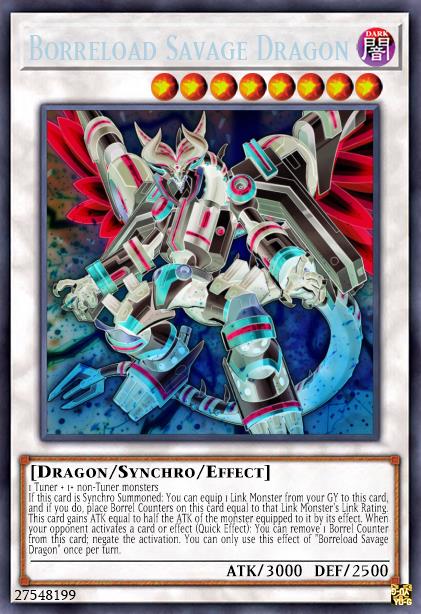 Borreload Savage Dragon
DARK
闇
[Dragon/Synchro/Effect]
1 Tuner + 1+ non-Tuner monsters
If this card is Synchro Summoned: You can equip 1 Link Monster from your GY to this card,
and if you do, place Borrel Counters on this card equal to that Link Monster's Link Rating.
This card gains ATK equal to half the ATK of the monster equipped to it by its effect. When
your opponent activates a card or effect (Quick Effect): You can remove 1 Borrel Counter
from this card; negate the activation. You can only use this effect of "Borreload Savage
Dragon" once per turn.
ATK/3000 DEF/2500
27548199